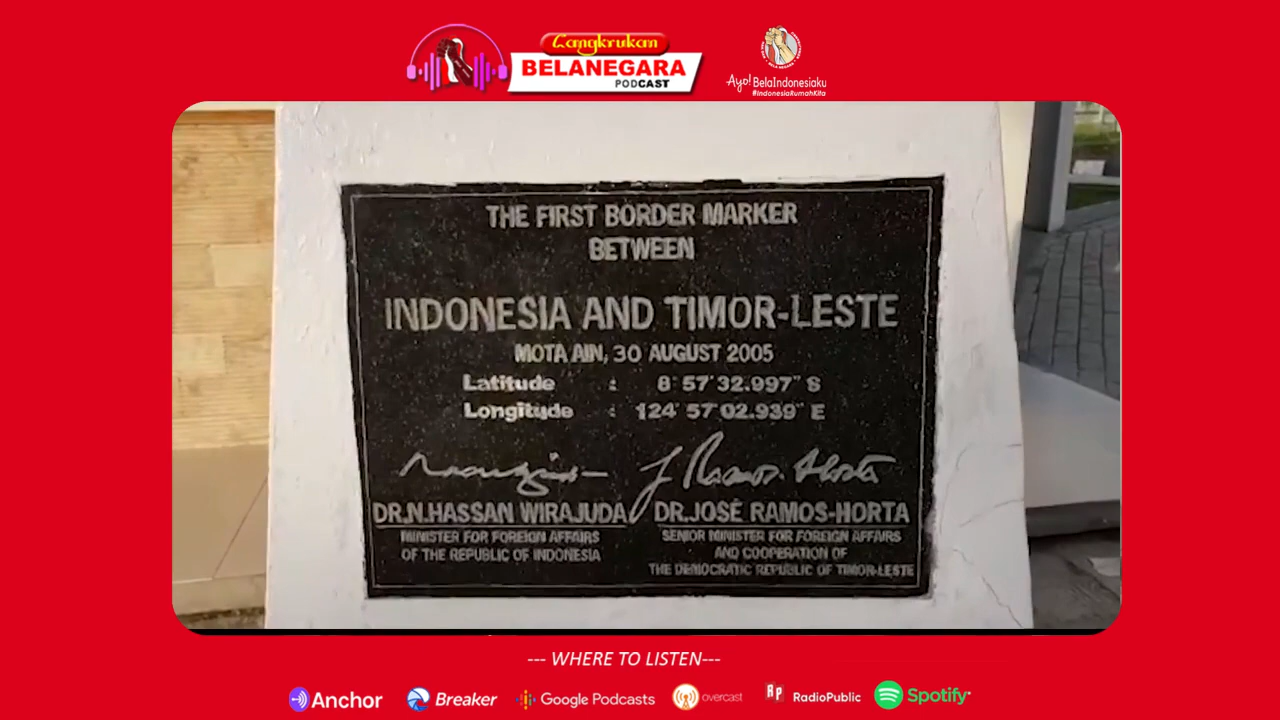 Cangkrukan
BELANEGARA
PODCAST
Ayo! BelaIndonesiaku
#IndonesiaRumahKita
THE FIRST BORDER MARKER
BETWEEN
INDONESIA AND TIMOR-LESTE
MOTA AIN, 30 AUGUST 2005
Latitude : 8° 57' 32.997" S
Longitude : 124° 57' 02.939" E
J Ramos Horta
DR.N.HASSAN WIRAJUDA
MINISTER FOR FOREIGN AFFAIRS
OF THE REPUBLIC OF INDONESIA
DR.JOSÉ RAMOS-HORTA
SENIOR MINISTER FOR FOREIGN AFFAIRS
AND COOPERATION OF
THE DEMOCRATIC REPUBLIC OF TIMOR-LESTE
--- WHERE TO LISTEN---
Anchor
Breaker
Google Podcasts
overcast
RP RadioPublic
Spotify